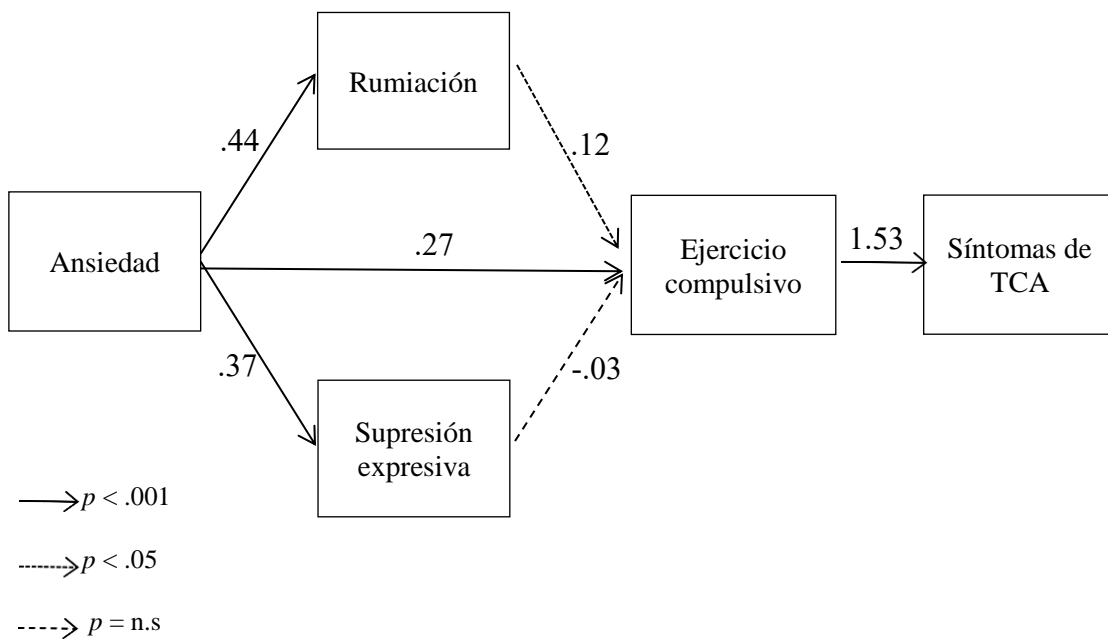 Rumiación
.44
.12
Ansiedad
.27
Ejercicio
compulsivo
1.53
Síntomas de
TCA
.37
-.03
Supresión
expresiva
p < .001
p < .05
p = n.s